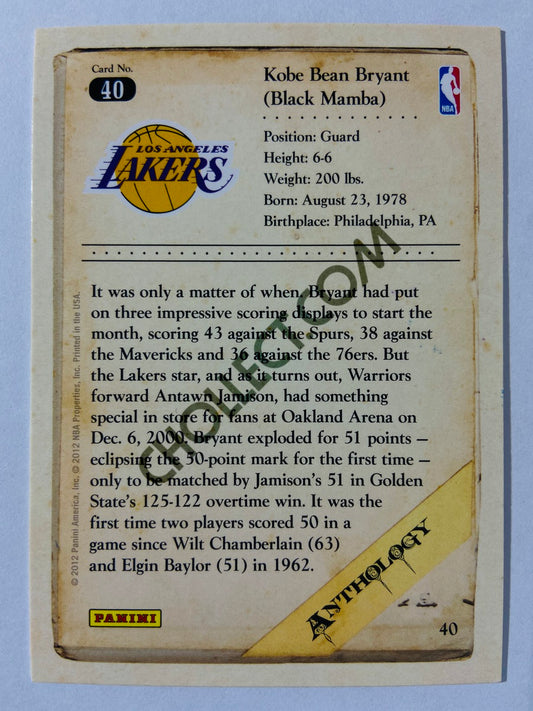 Card No.
40
Kobe Bean Bryant
(Black Mamba)
NBA
LOS ANGELES
LAKERS
Position: Guard
Height: 6-6
Weight: 200 lbs.
Born: August 23, 1978
Birthplace: Philadelphia, PA
It was only a matter of when. Bryant had put
on three impressive scoring displays to start the
month, scoring 43 against the Spurs, 38 against
the Mavericks and 36 against the 76ers. But
the Lakers star, and as it turns out, Warriors
forward Antawn Jamison, had something
special in store for fans at Oakland Arena on
Dec. 6, 2000. Bryant exploded for 51 points —
eclipsing the 50-point mark for the first time —
only to be matched by Jamison's 51 in Golden
State's 125-122 overtime win. It was the
first time two players scored 50 in a
game since Wilt Chamberlain (63)
and Elgin Baylor (51) in 1962.
© 2012 Panini America, Inc. © 2012 NBA Properties, Inc. Printed in the USA.
PANINI
ANTHOLOGY
40
CHOLLECT.COM